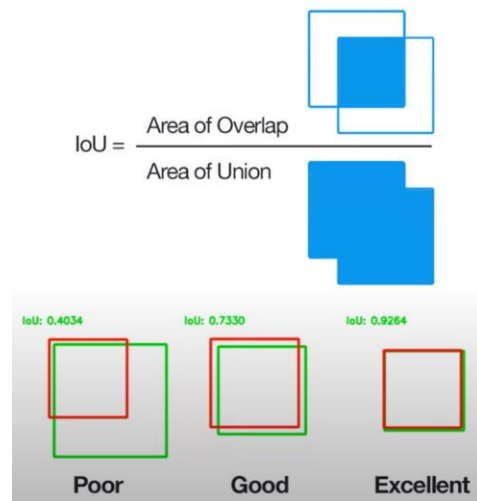 IoU =
Area of Overlap
Area of Union
IoU: 0.4034
IoU: 0.7330
IoU: 0.9264
Poor
Good
Excellent